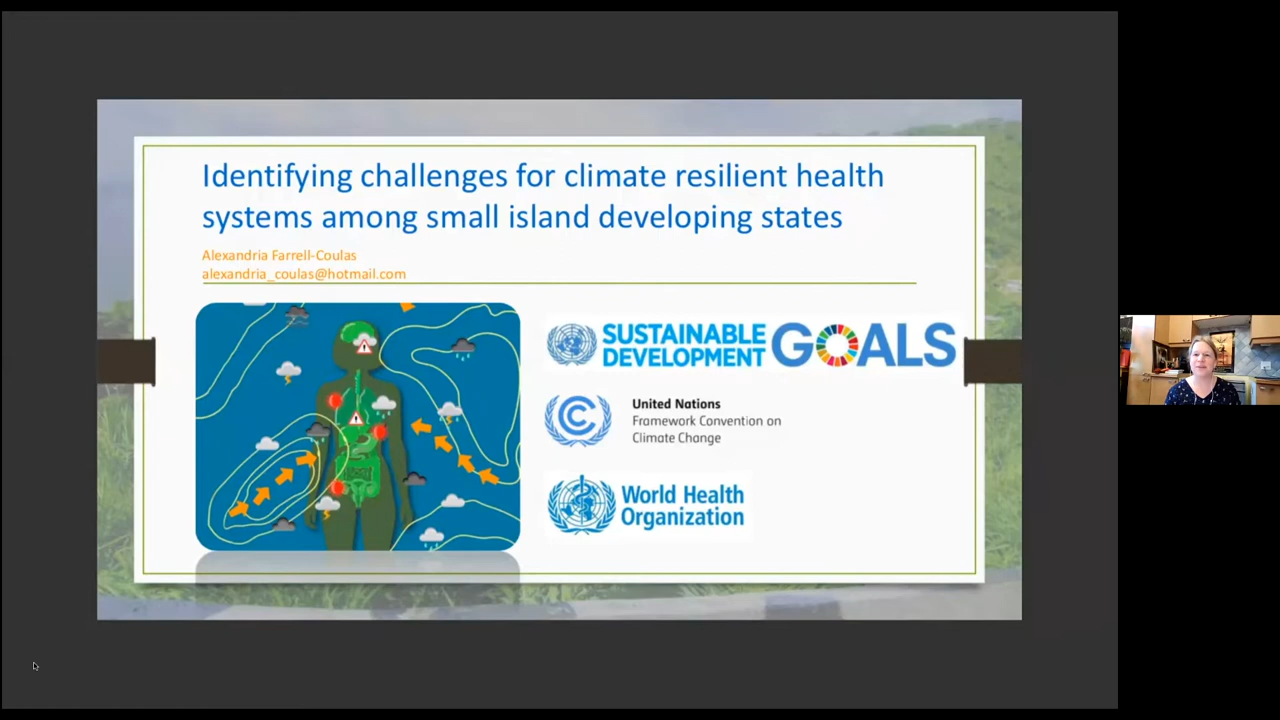 Identifying challenges for climate resilient health
systems among small island developing states
Alexandria Farrell-Coulas
alexandria_coulas@hotmail.com
SUSTAINABLE
DEVELOPMENT
GOALS
United Nations
Framework Convention on
Climate Change
World Health
Organization